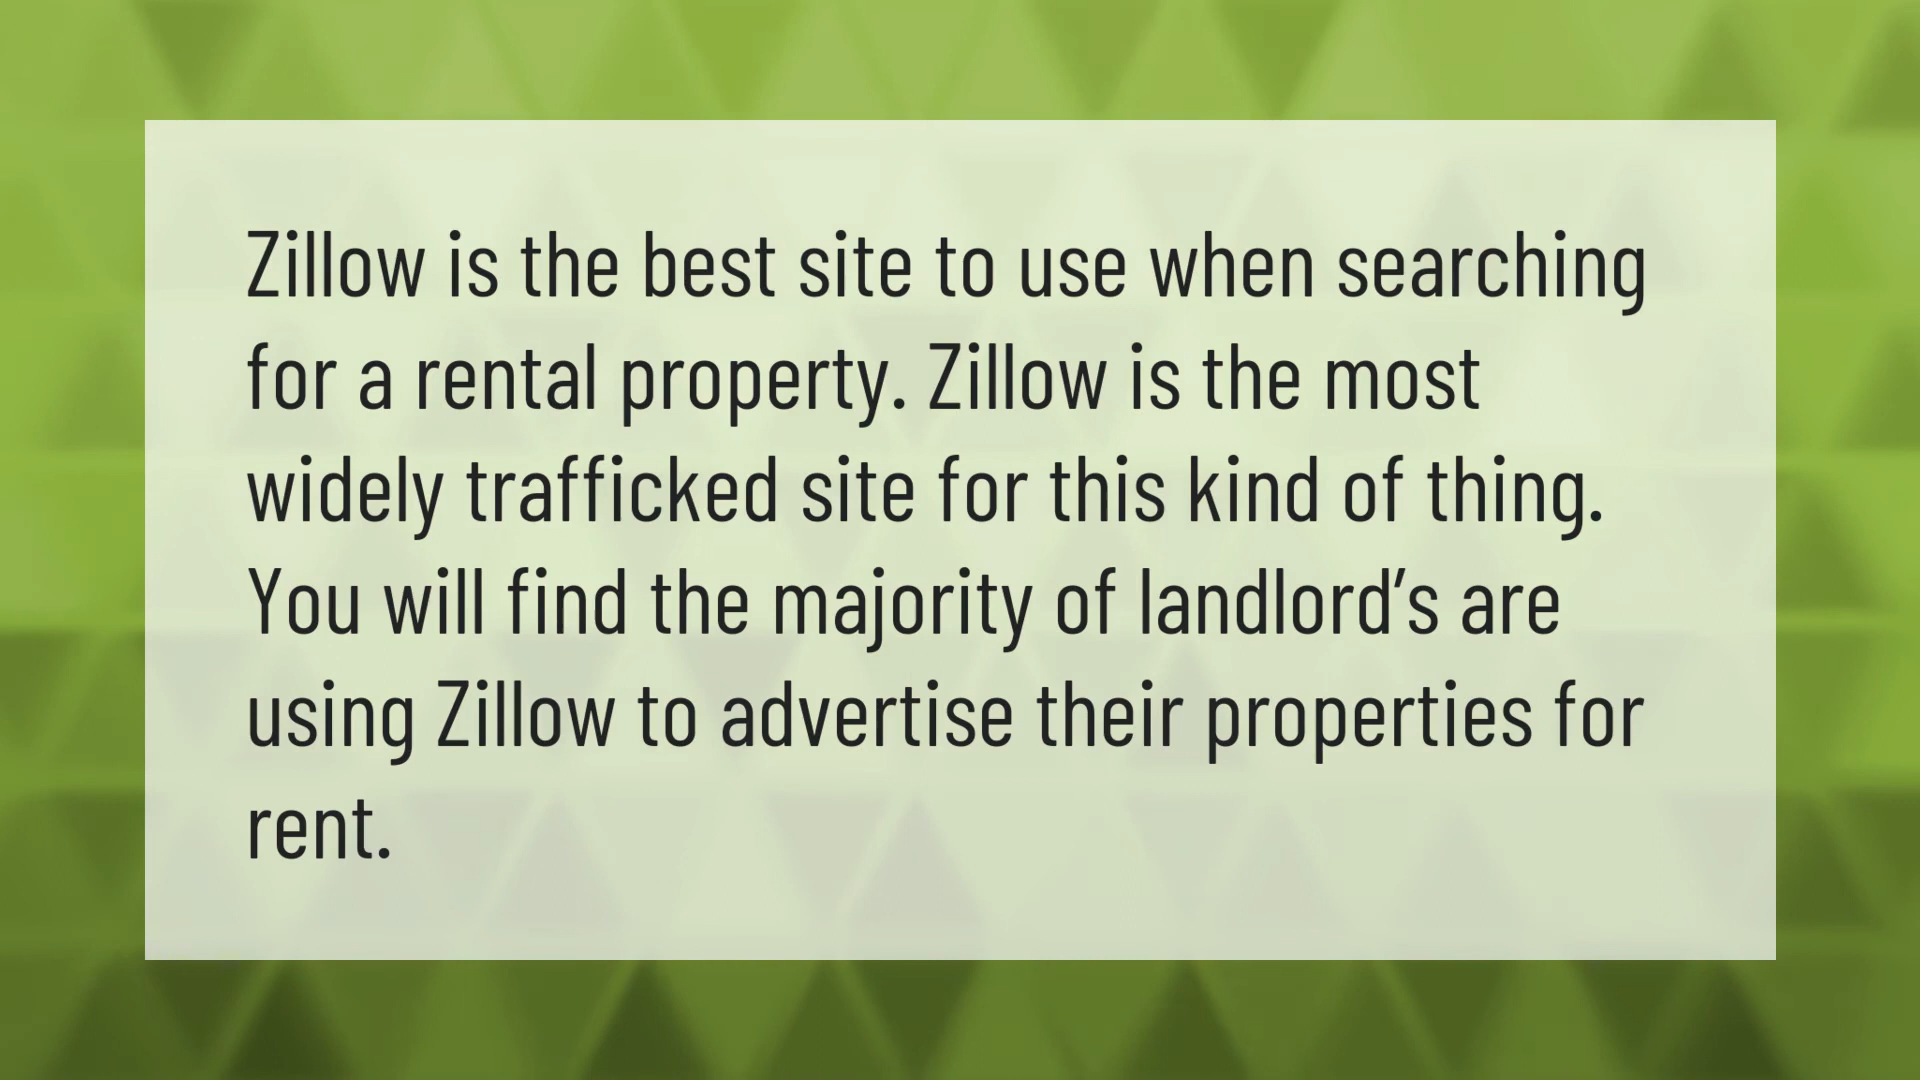 Zillow is the best site to use when searching
for a rental property. Zillow is the most
widely trafficked site for this kind of thing.
You will find the majority of landlord’s are
using Zillow to advertise their properties for
rent.